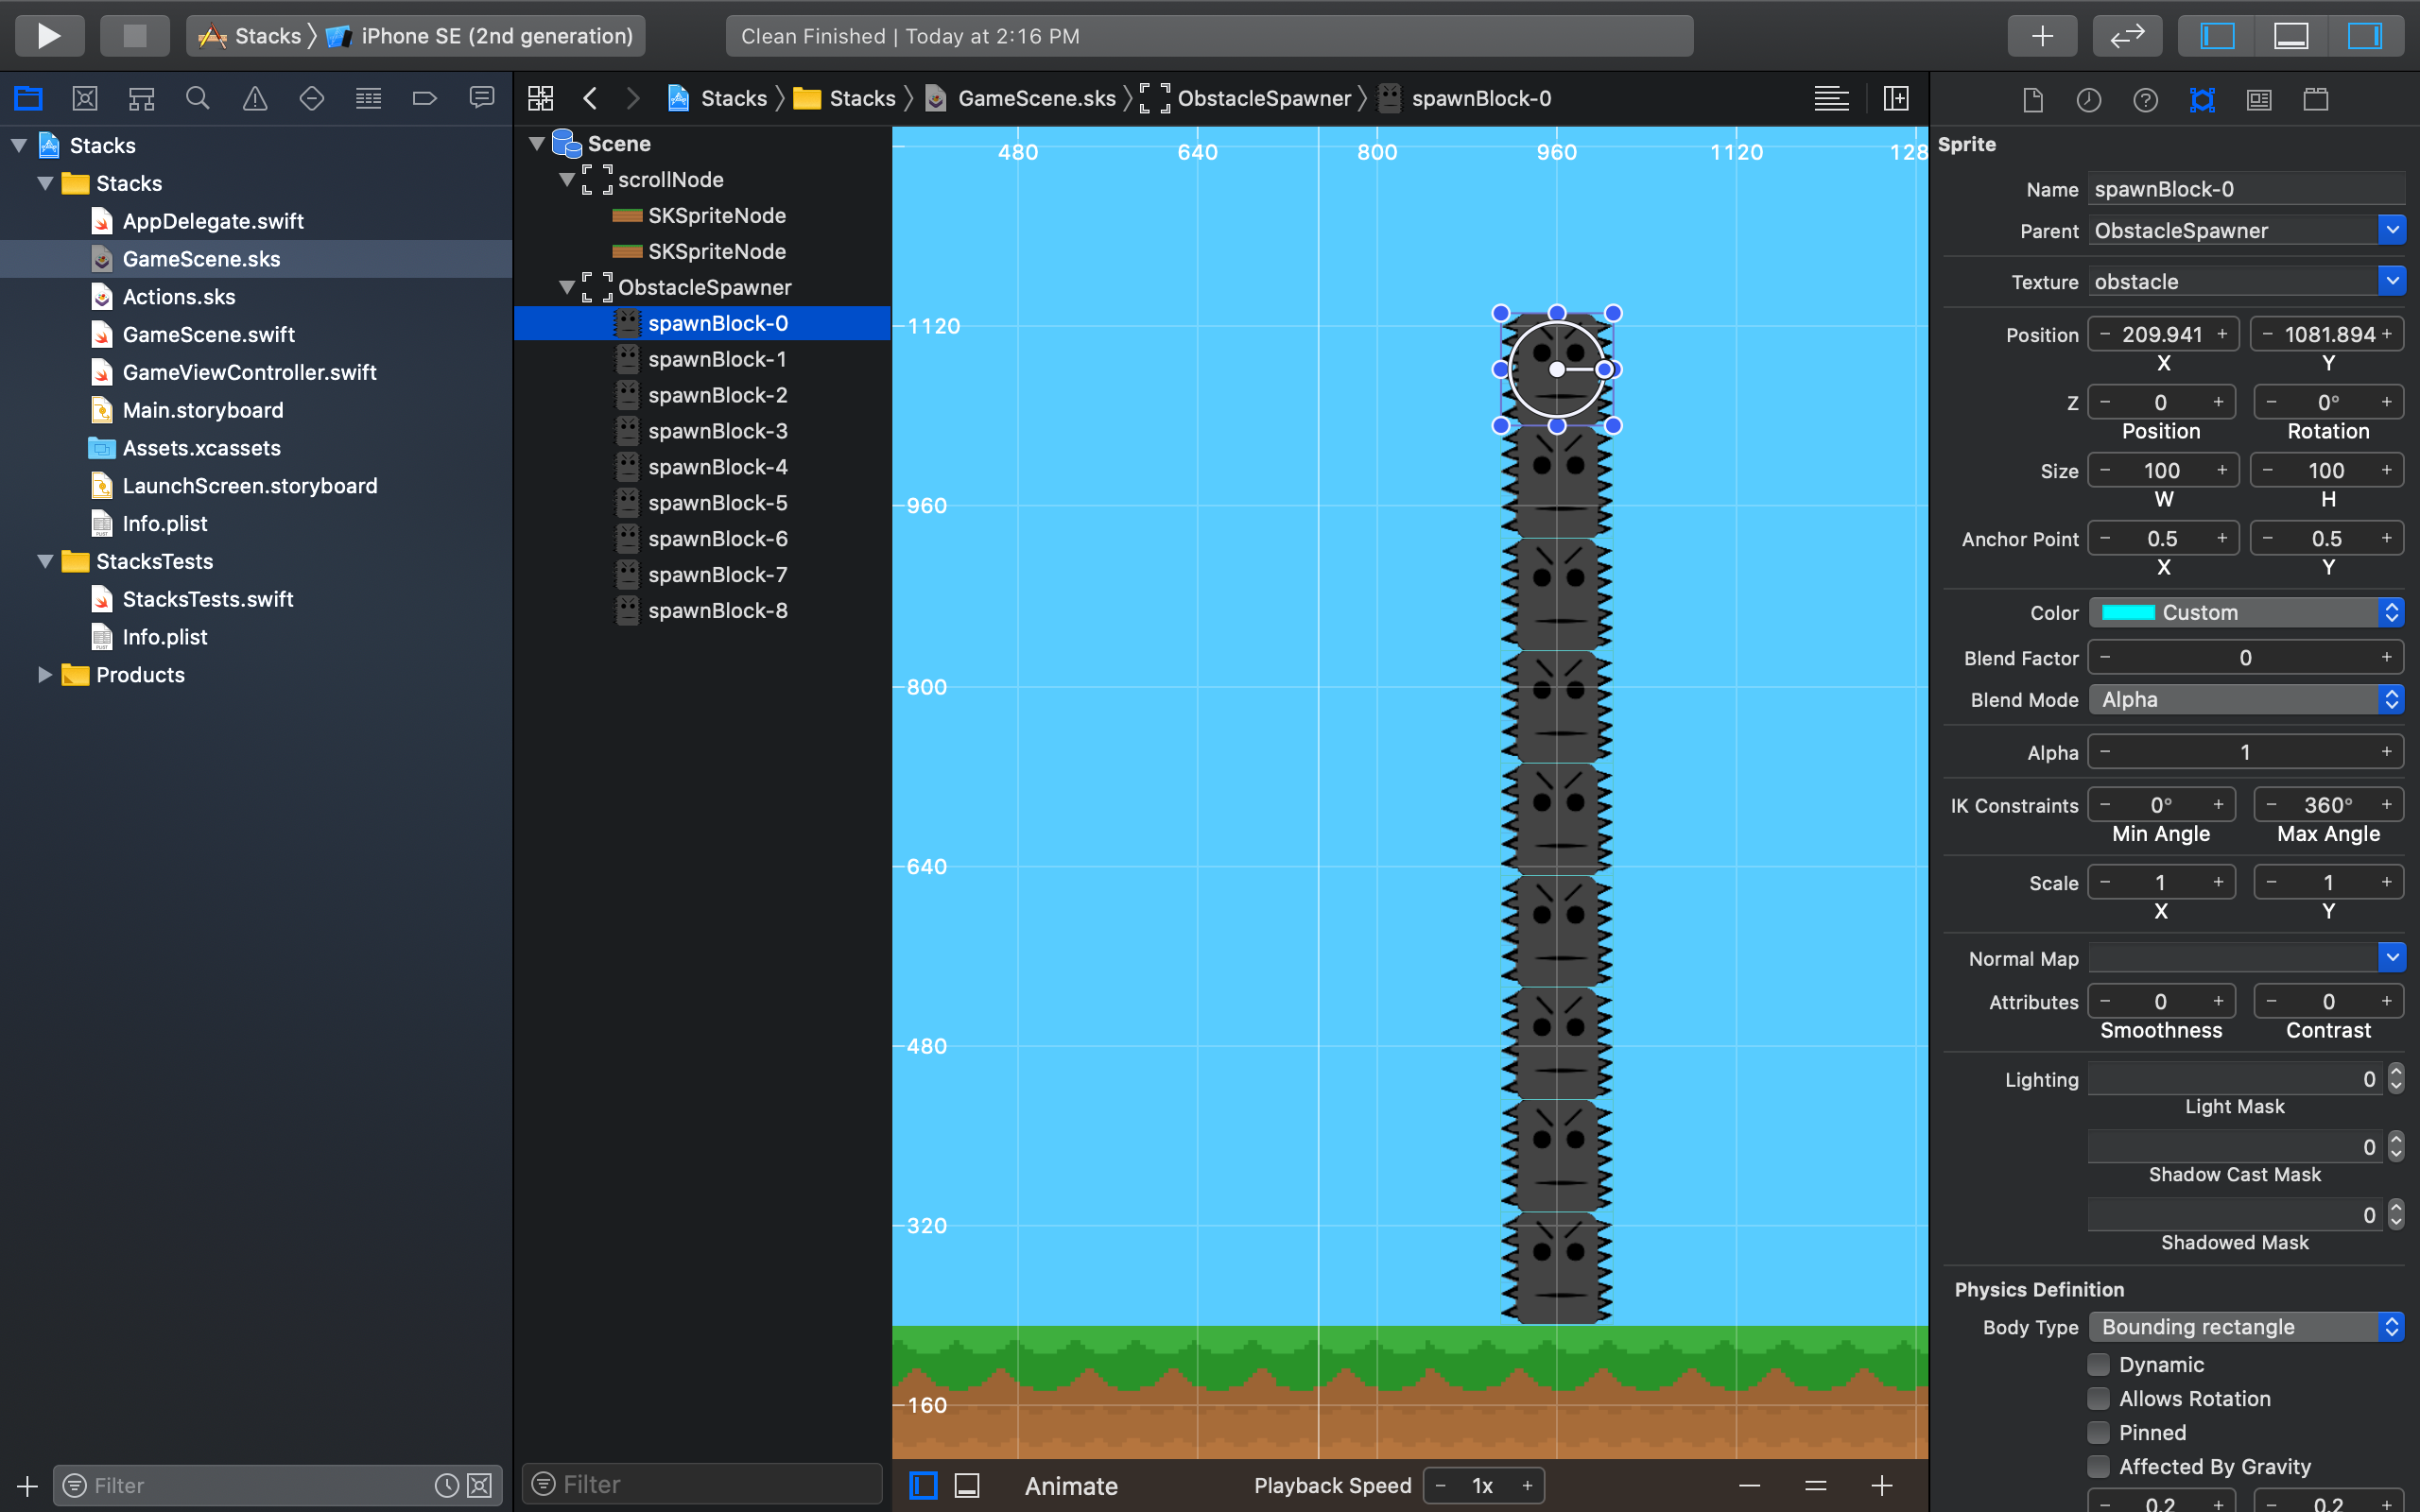 Stacks 〉 iPhone SE (2nd generation)
Clean Finished | Today at 2:16 PM
Stacks 〉 Stacks 〉 GameScene.sks 〉 ObstacleSpawner 〉 spawnBlock-0
Stacks
Stacks
AppDelegate.swift
GameScene.sks
Actions.sks
GameScene.swift
GameViewController.swift
Main.storyboard
Assets.xcassets
LaunchScreen.storyboard
Info.plist
StacksTests
StacksTests.swift
Info.plist
Products
Filter
Scene
scrollNode
SKSpriteNode
SKSpriteNode
ObstacleSpawner
spawnBlock-0
spawnBlock-1
spawnBlock-2
spawnBlock-3
spawnBlock-4
spawnBlock-5
spawnBlock-6
spawnBlock-7
spawnBlock-8
Filter
480 640 800 960 1120 128
1120
960
800
640
480
320
160
Animate
Playback Speed - 1x +
Sprite
Name spawnBlock-0
Parent ObstacleSpawner
Texture obstacle
Position - 209.941 + - 1081.894 +
X Y
Z - 0 + - 0° +
Position Rotation
Size - 100 + - 100 +
W H
Anchor Point - 0.5 + - 0.5 +
X Y
Color Custom
Blend Factor - 0 +
Blend Mode Alpha
Alpha - 1 +
IK Constraints - 0° + - 360° +
Min Angle Max Angle
Scale - 1 + - 1 +
X Y
Normal Map
Attributes - 0 + - 0 +
Smoothness Contrast
Lighting 0
Light Mask
0
Shadow Cast Mask
0
Shadowed Mask
Physics Definition
Body Type Bounding rectangle
Dynamic
Allows Rotation
Pinned
Affected By Gravity
- 0.2 + - 0.2 +